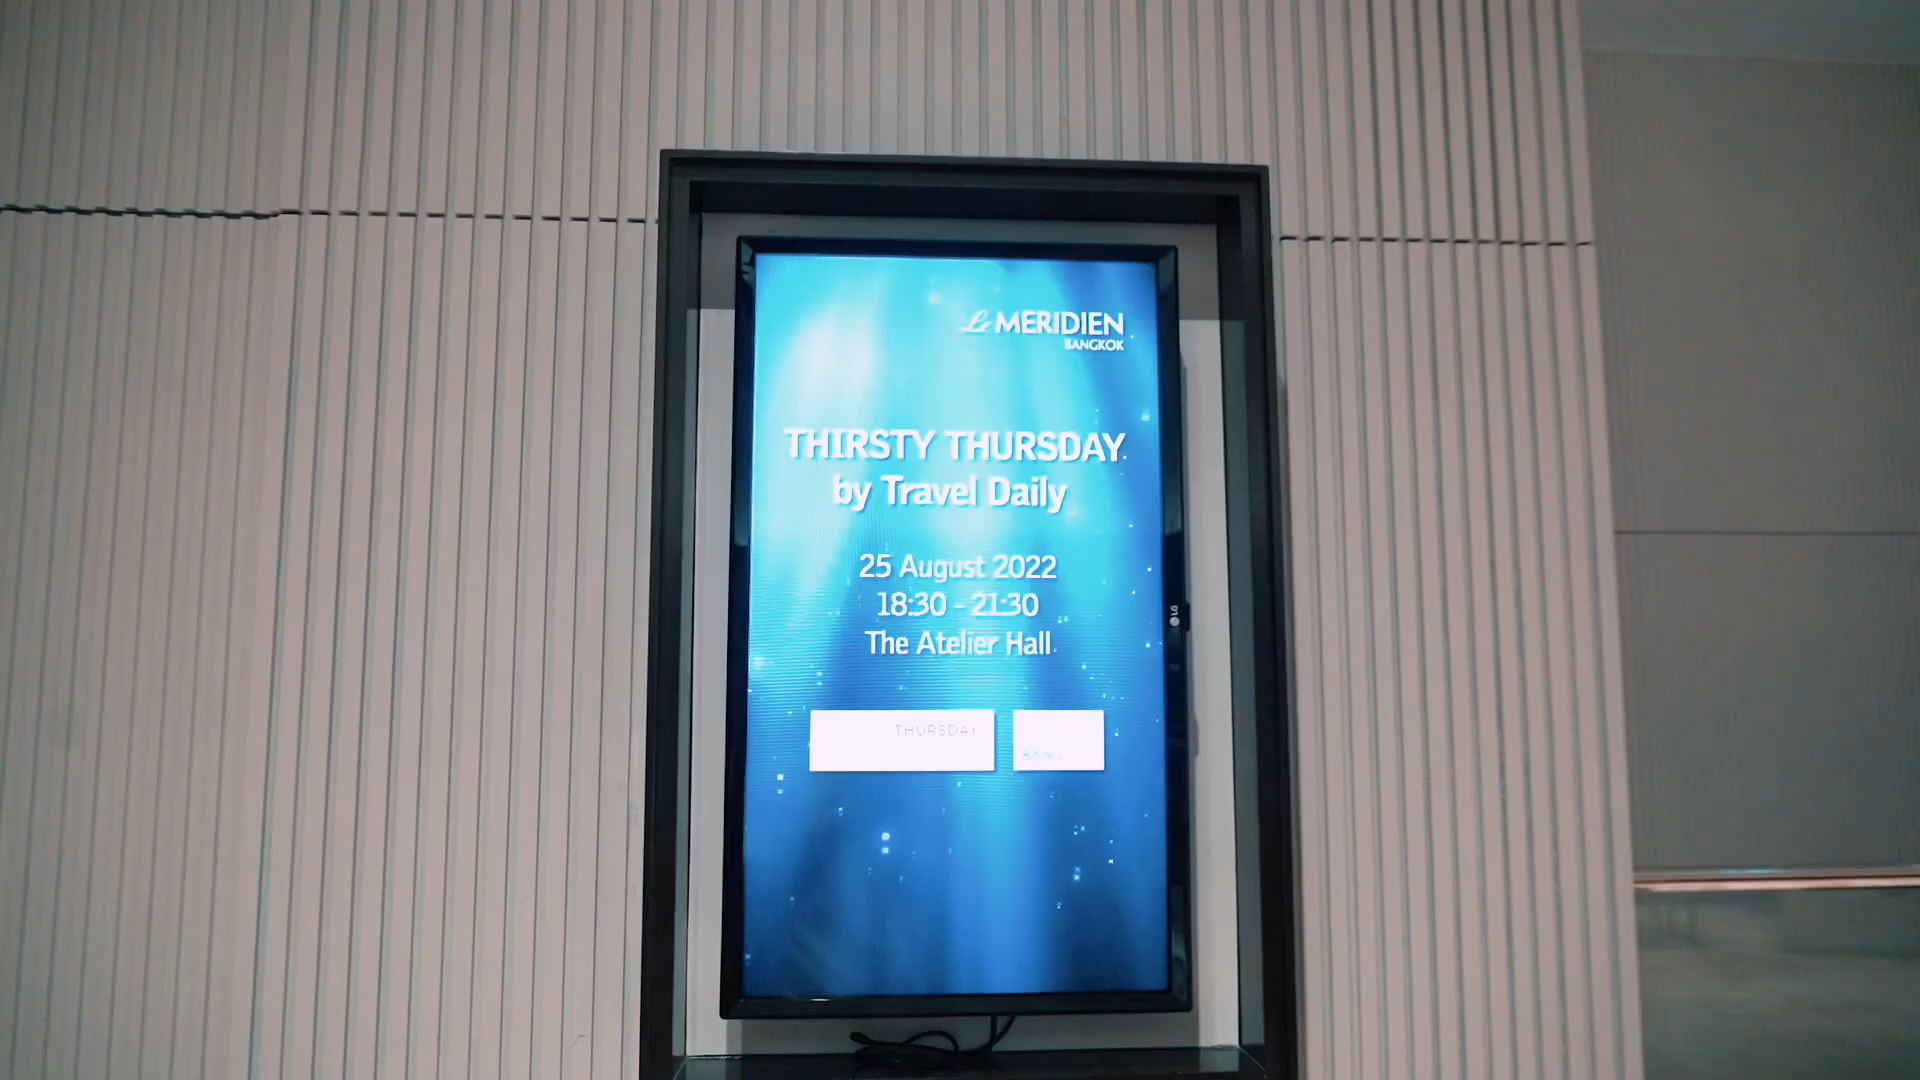 Le MERIDIEN
BANGKOK
THIRSTY THURSDAY
by Travel Daily
25 August 2022
18:30 - 21:30
The Atelier Hall
THURSDAY
LG